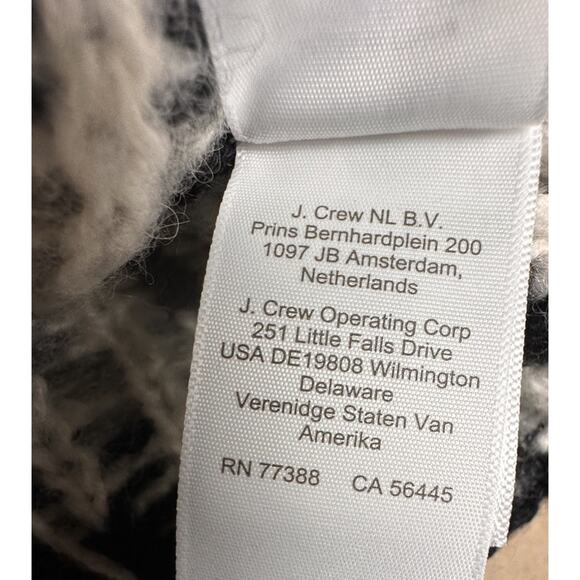 J. Crew NL B.V.
Prins Bernhardplein 200
1097 JB Amsterdam,
Netherlands
J. Crew Operating Corp
251 Little Falls Drive
USA DE19808 Wilmington
Delaware
Verenidge Staten Van
Amerika
RN 77388 CA 56445